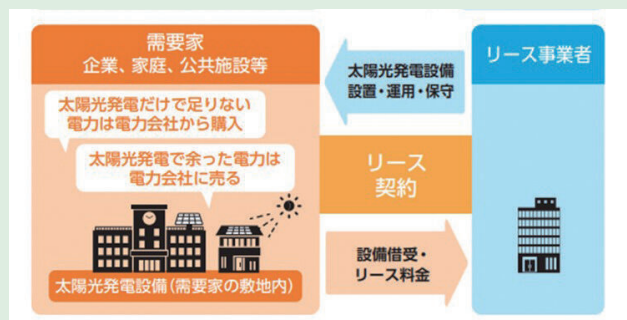 需要家
企業、家庭、公共施設等
太陽光発電だけで足りない
電力は電力会社から購入
太陽光発電で余った電力は
電力会社に売る
太陽光発電設備(需要家の敷地内)
太陽光発電設備
設置・運用・保守
リース
契約
設備借受・
リース料金
リース事業者